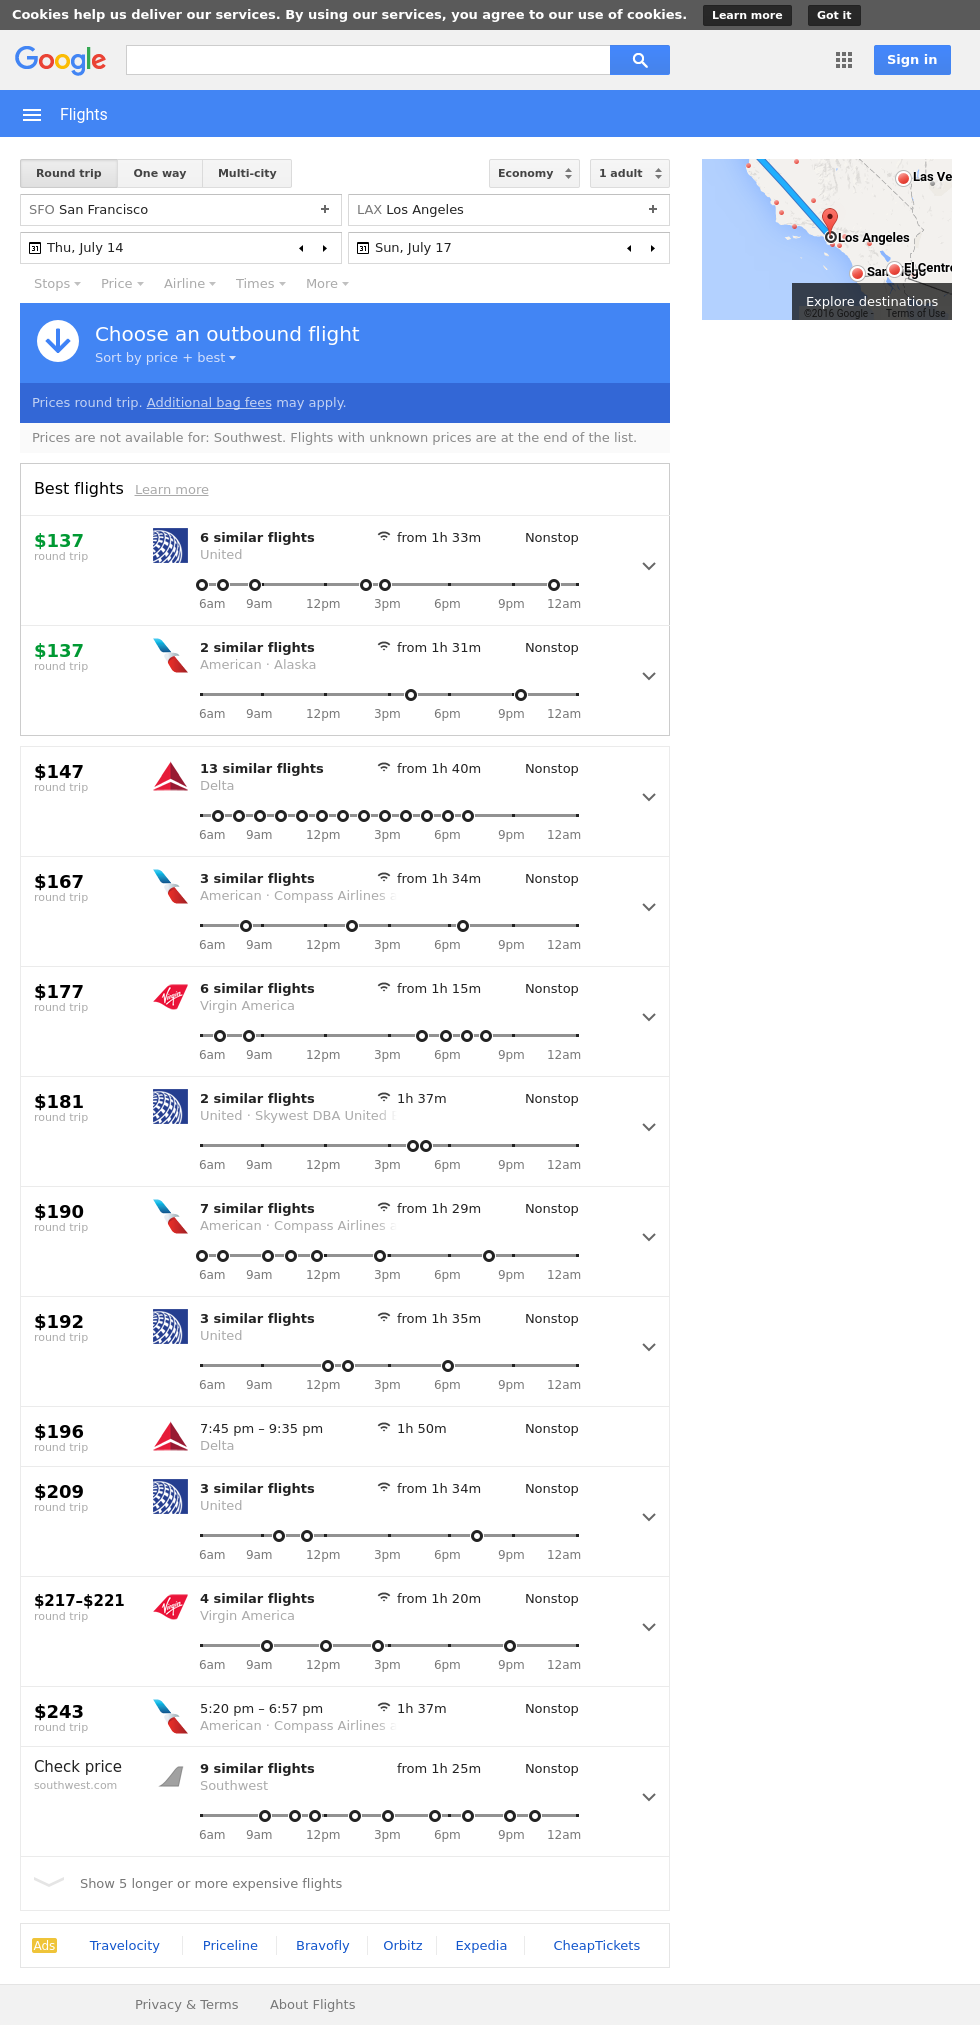 Cookies help us deliver our services. By using our services, you agree to our use of cookies. Learn more Got it
Google Sign in
Flights
Round trip One way Multi-city Economy 1 adult
SFO San Francisco + LAX Los Angeles +
31 Thu, July 14 31 Sun, July 17
Stops Price Airline Times More
Las Ve
Los Angeles
San Diego
El Centro
Explore destinations
©2016 Google - Terms of Use
Choose an outbound flight
Sort by price + best
Prices round trip. Additional bag fees may apply.
Prices are not available for: Southwest. Flights with unknown prices are at the end of the list.
Best flights Learn more
$137 6 similar flights from 1h 33m Nonstop
round trip United
6am 9am 12pm 3pm 6pm 9pm 12am
$137 2 similar flights from 1h 31m Nonstop
round trip American · Alaska
6am 9am 12pm 3pm 6pm 9pm 12am
$147 13 similar flights from 1h 40m Nonstop
round trip Delta
6am 9am 12pm 3pm 6pm 9pm 12am
$167 3 similar flights from 1h 34m Nonstop
round trip American · Compass Airlines a
6am 9am 12pm 3pm 6pm 9pm 12am
$177 Virgin 6 similar flights from 1h 15m Nonstop
round trip Virgin America
6am 9am 12pm 3pm 6pm 9pm 12am
$181 2 similar flights 1h 37m Nonstop
round trip United · Skywest DBA United E
6am 9am 12pm 3pm 6pm 9pm 12am
$190 7 similar flights from 1h 29m Nonstop
round trip American · Compass Airlines a
6am 9am 12pm 3pm 6pm 9pm 12am
$192 3 similar flights from 1h 35m Nonstop
round trip United
6am 9am 12pm 3pm 6pm 9pm 12am
$196 7:45 pm – 9:35 pm 1h 50m Nonstop
round trip Delta
$209 3 similar flights from 1h 34m Nonstop
round trip United
6am 9am 12pm 3pm 6pm 9pm 12am
$217–$221 Virgin 4 similar flights from 1h 20m Nonstop
round trip Virgin America
6am 9am 12pm 3pm 6pm 9pm 12am
$243 5:20 pm – 6:57 pm 1h 37m Nonstop
round trip American · Compass Airlines a
Check price 9 similar flights from 1h 25m Nonstop
southwest.com Southwest
6am 9am 12pm 3pm 6pm 9pm 12am
Show 5 longer or more expensive flights
Ads Travelocity Priceline Bravofly Orbitz Expedia CheapTickets
Privacy & Terms About Flights